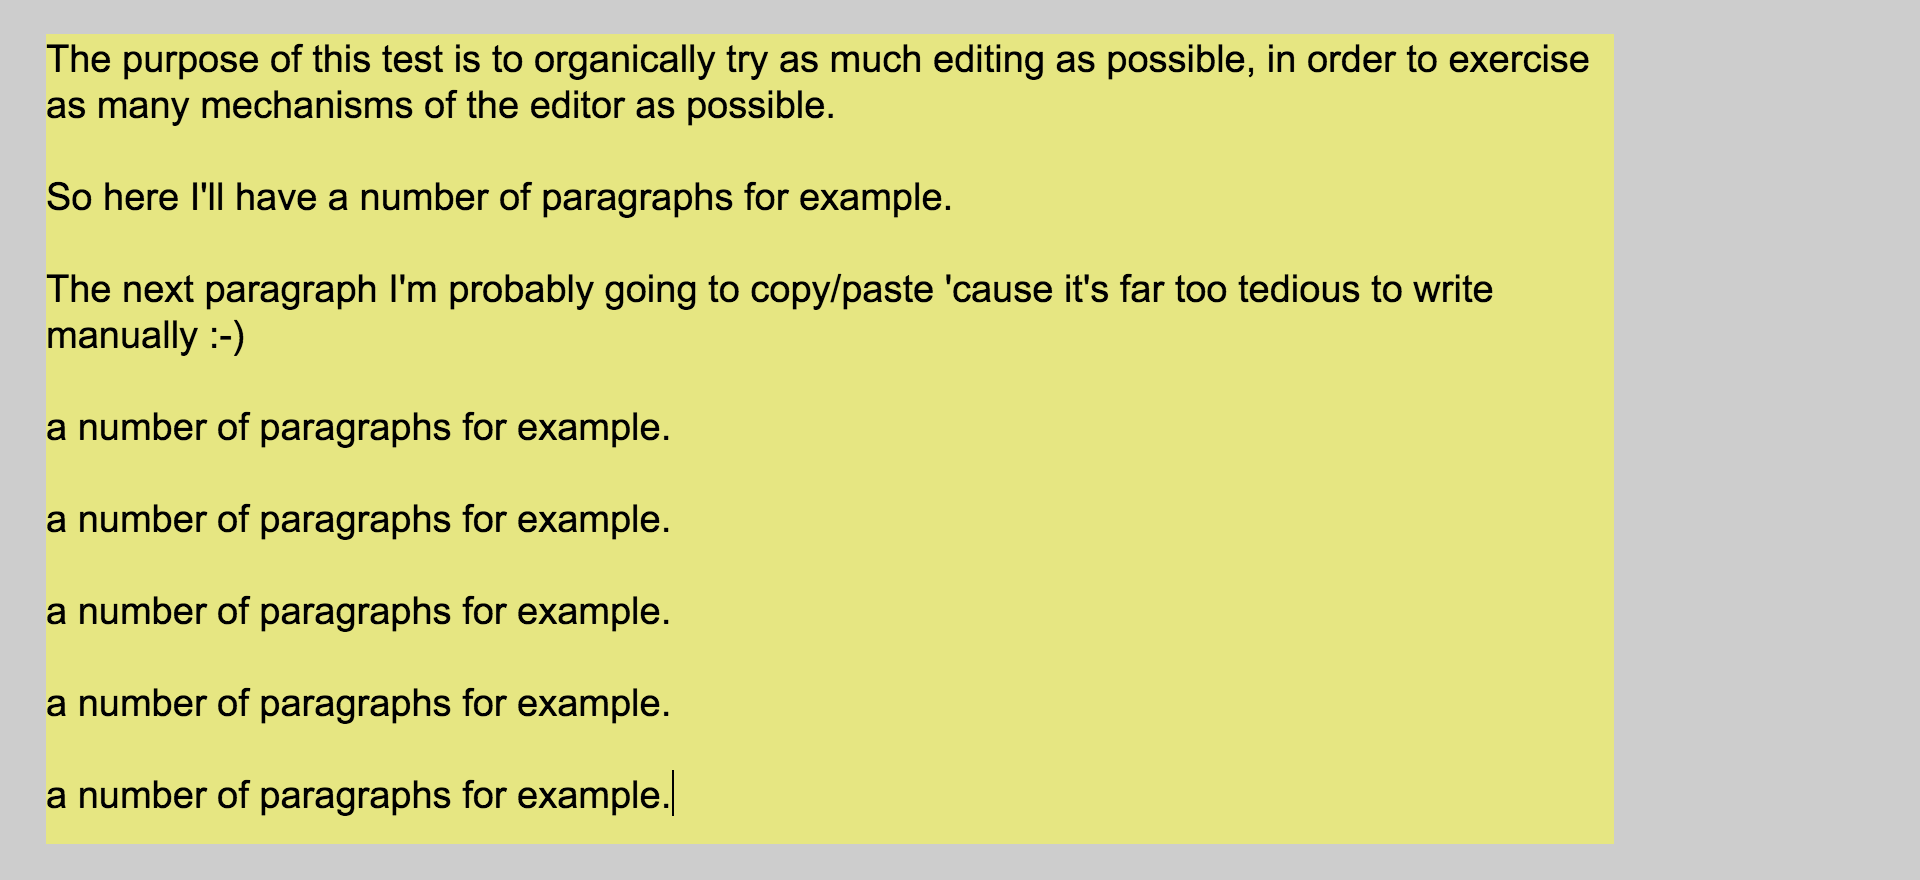 The purpose of this test is to organically try as much editing as possible, in order to exercise
as many mechanisms of the editor as possible.
So here I'll have a number of paragraphs for example.
The next paragraph I'm probably going to copy/paste 'cause it's far too tedious to write
manually :-)
a number of paragraphs for example.
a number of paragraphs for example.
a number of paragraphs for example.
a number of paragraphs for example.
a number of paragraphs for example.